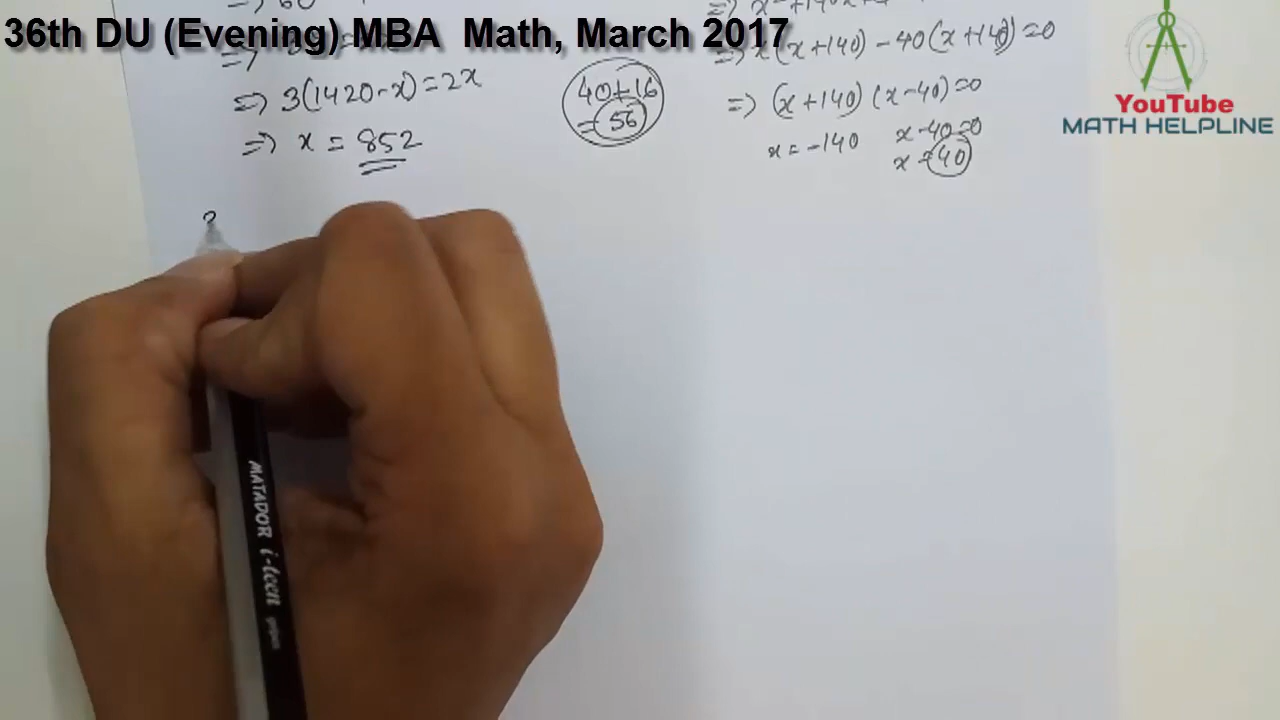 36th DU (Evening) MBA Math, March 2017
⇒ 3(1420-x)=2x
⇒ x = 852
40+16
= 56
⇒ x(x+140) - 40(x+140)=0
⇒ (x+140) (x-40)=0
x = -140
x-40=0
x = 40
YouTube
MATH HELPLINE
MATADOR i-teen